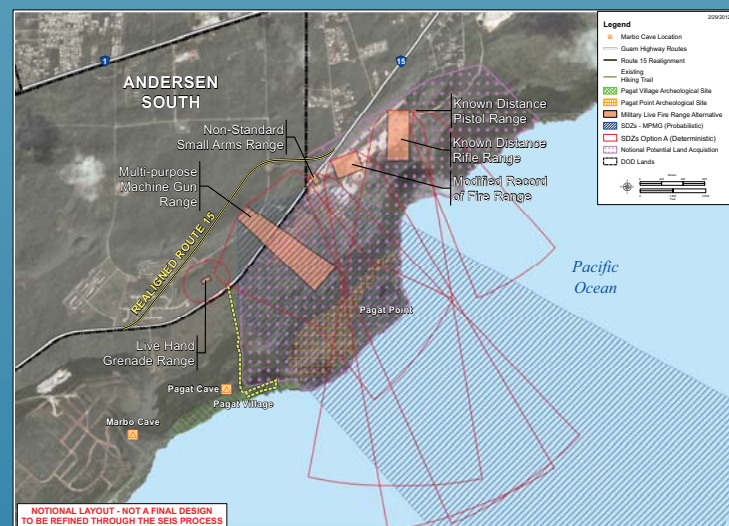 2/29/2012
Legend
Marbo Cave Location
Guam Highway Routes
Route 15 Realignment
Existing
Hiking Trail
Pagat Village Archeological Site
Pagat Point Archeological Site
Military Live Fire Range Alternative
SDZs - MPMG (Probabilistic)
SDZs Option A (Deterministic)
Notional Potential Land Acquistion
DOD Lands
1
15
ANDERSEN
SOUTH
Non-Standard
Small Arms Range
Known Distance
Pistol Range
Known Distance
Rifle Range
Modified Record
of Fire Range
Multi-purpose
Machine Gun
Range
REALIGNED ROUTE 15
Pacific
Ocean
Pagat Point
Live Hand
Grenade Range
Pagat Cave
Pagat Village
Marbo Cave
NOTIONAL LAYOUT - NOT A FINAL DESIGN
TO BE REFINED THROUGH THE SEIS PROCESS